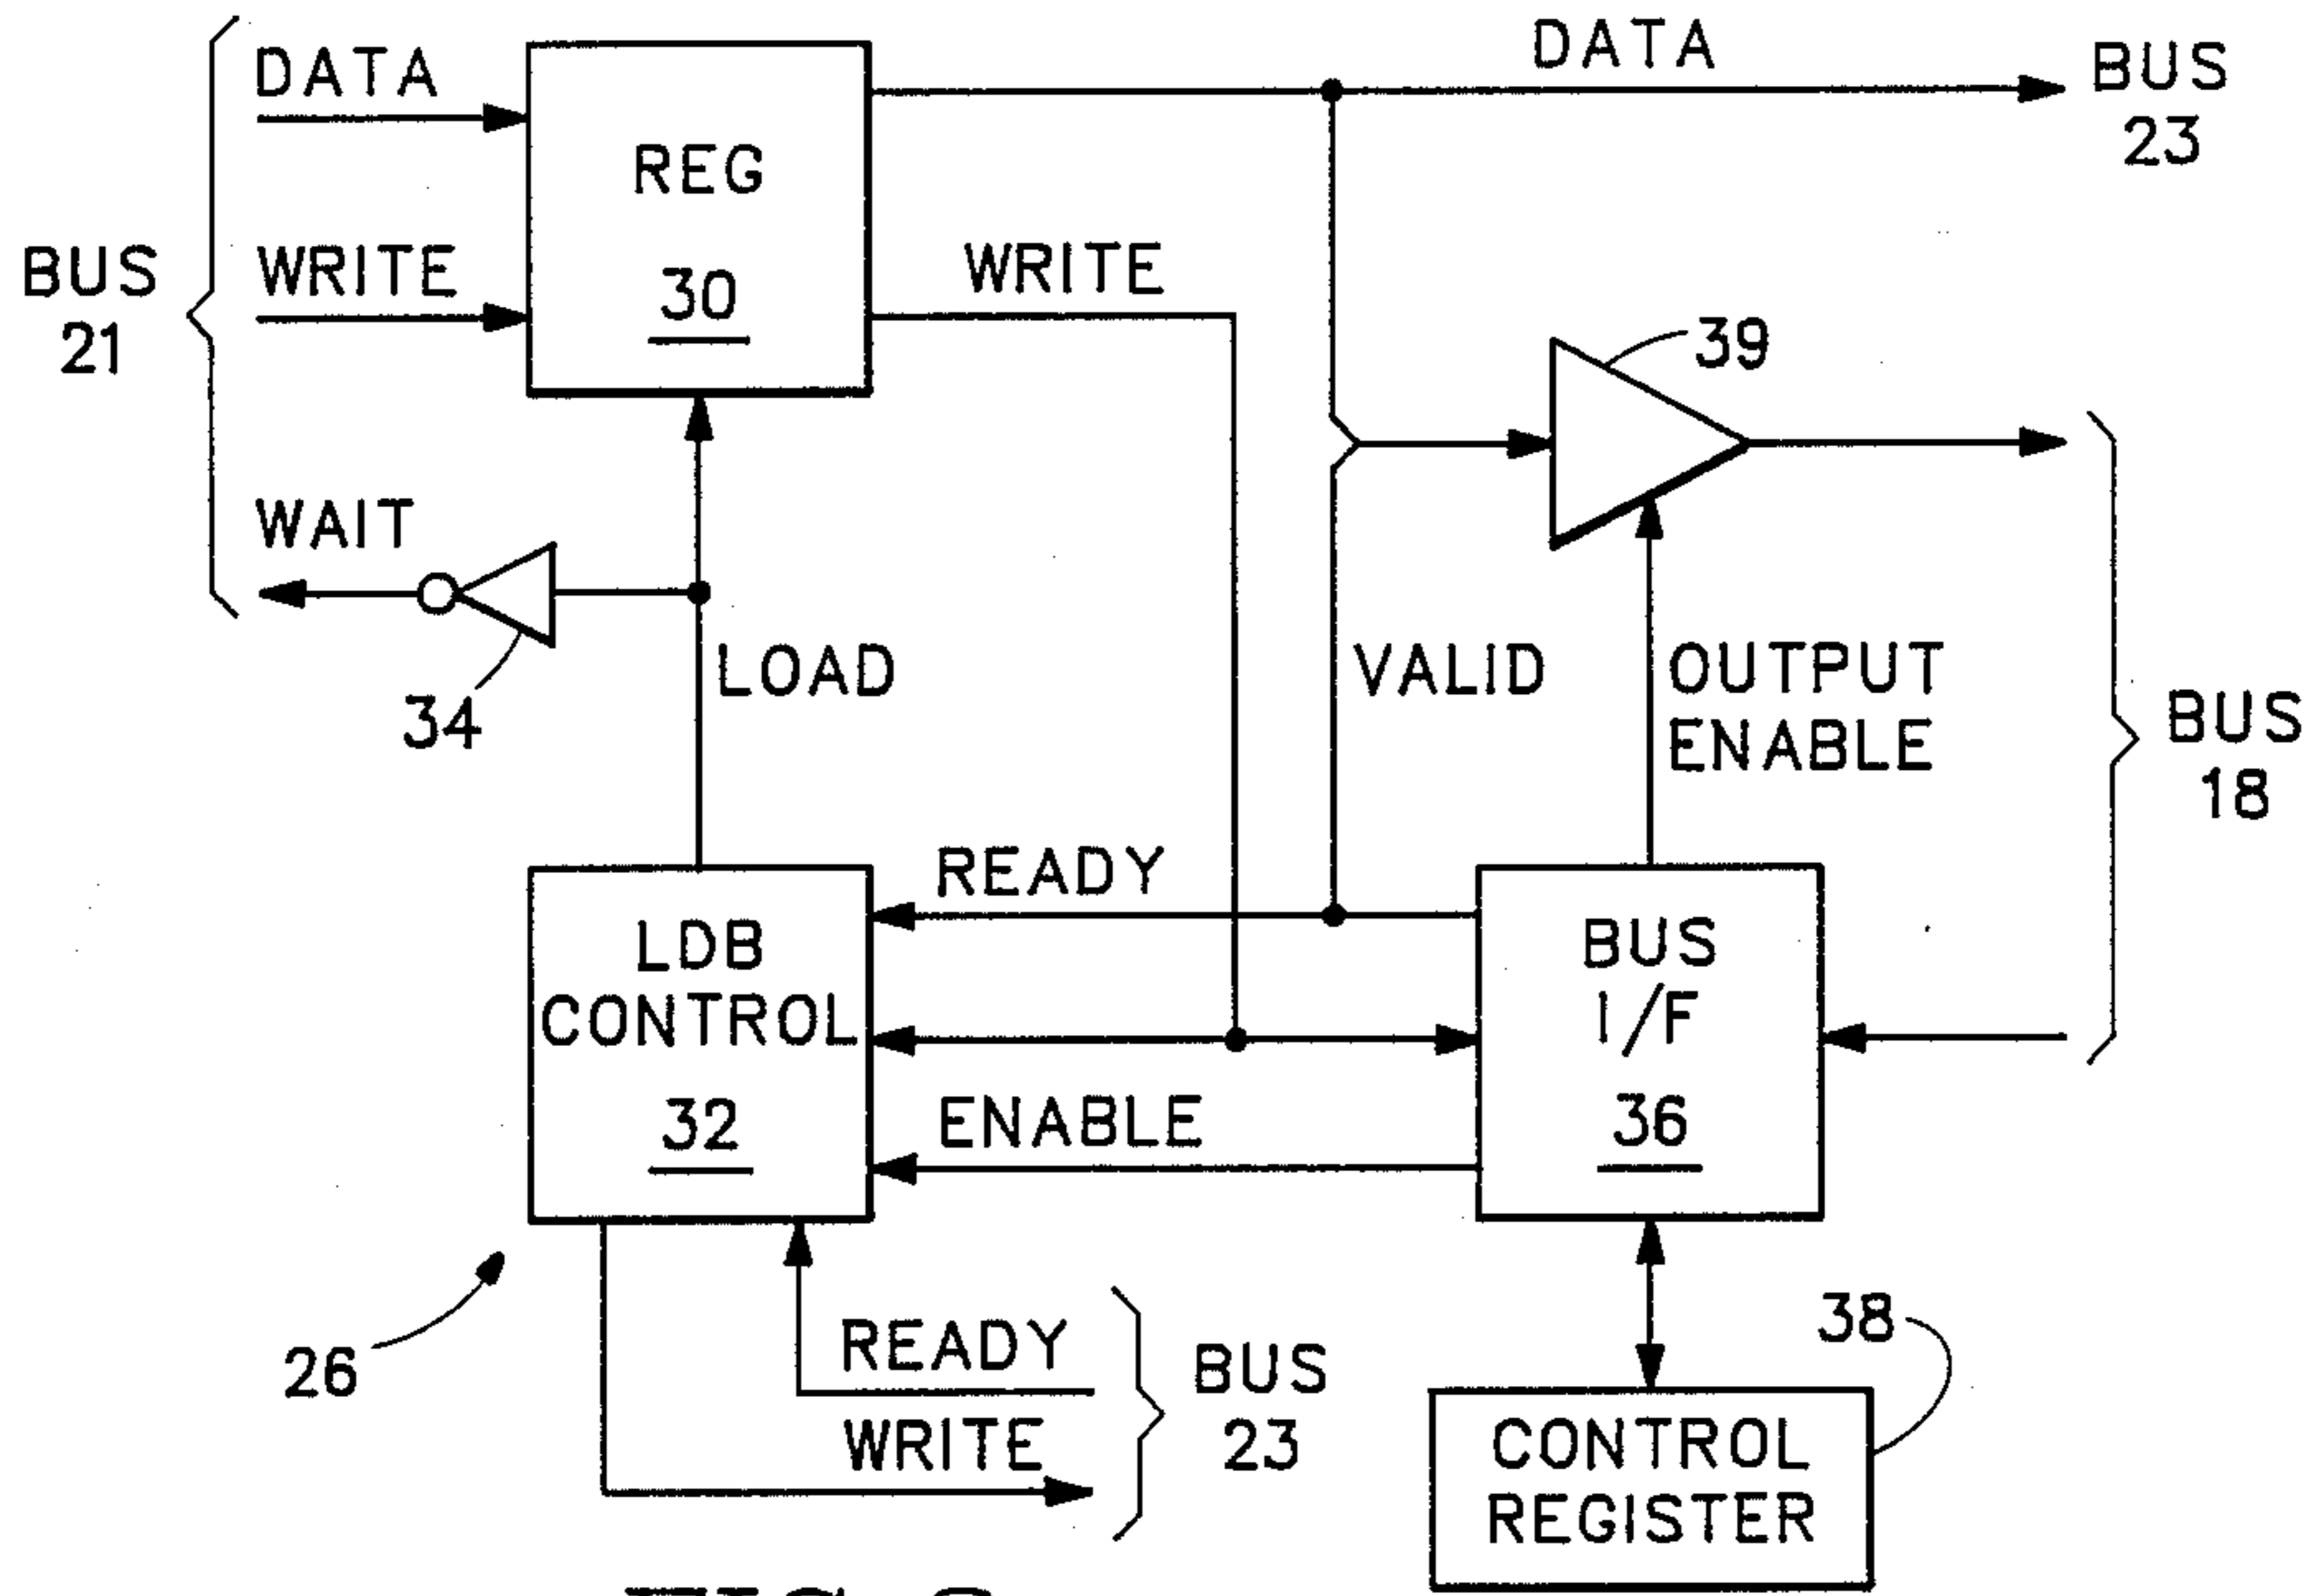 DATA
DATA
BUS
23
REG
30
WRITE
WRITE
BUS
21
39
WAIT
34
LOAD
VALID
OUTPUT
ENABLE
BUS
18
READY
LDB
CONTROL
32
BUS
I/F
36
ENABLE
26
READY
WRITE
BUS
23
38
CONTROL
REGISTER